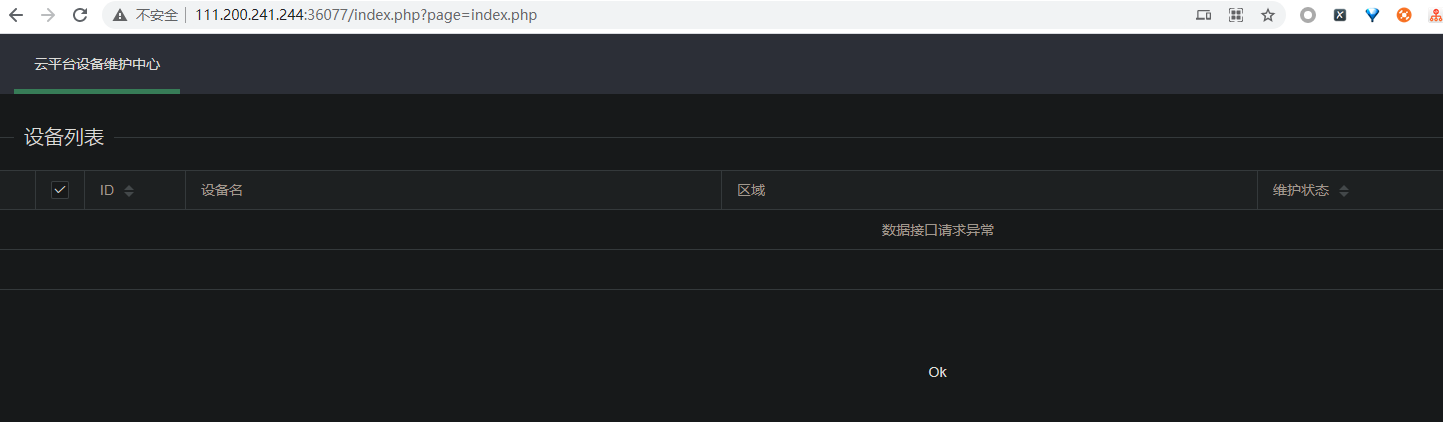 不安全 111.200.241.244:36077/index.php?page=index.php
云平台设备维护中心
设备列表
ID 设备名 区域 维护状态
数据接口请求异常
Ok